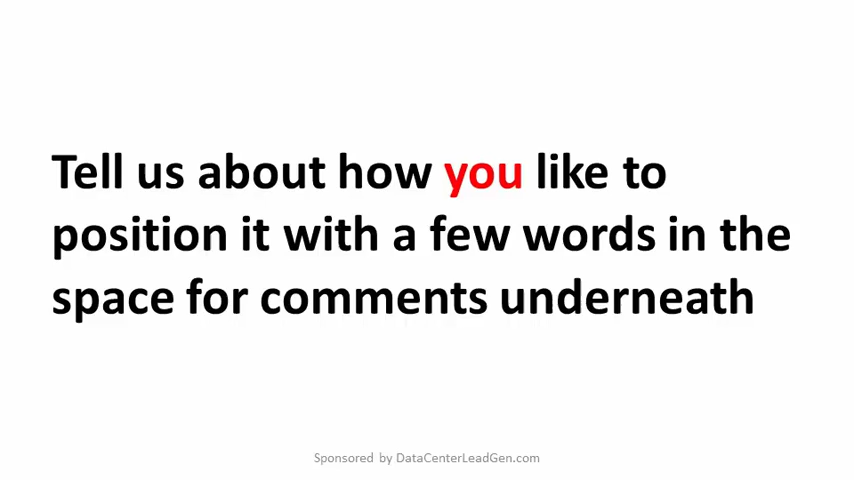 Tell us about how you like to
position it with a few words in the
space for comments underneath
Sponsored by DataCenterLeadGen.com